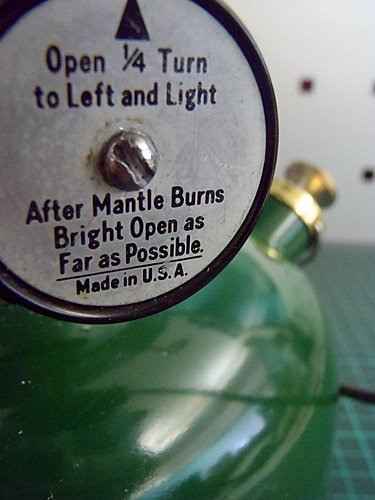 Open ¼ Turn
to Left and Light
After Mantle Burns
Bright Open as
Far as Possible.
Made in U.S.A.